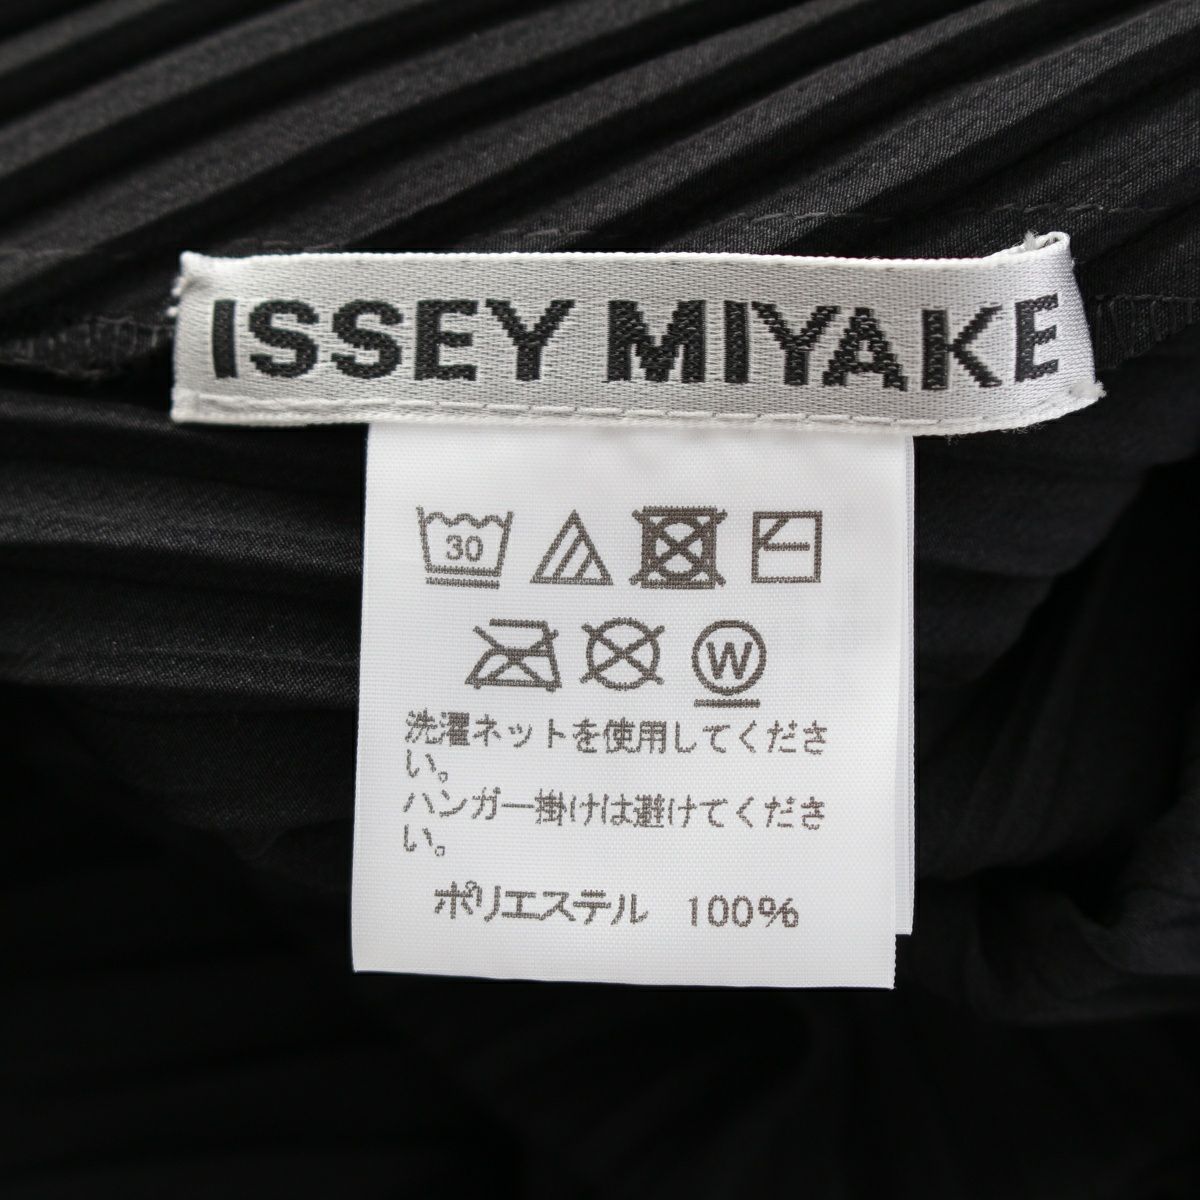 ISSEY MIYAKE
30
W
洗濯ネットを使用してくださ
い。
ハンガー掛けは避けてくださ
い。
ポリエステル 100%